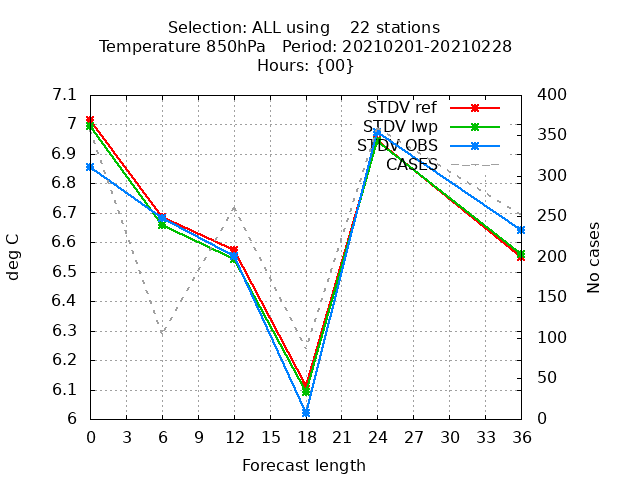 Selection: ALL using    22 stations
Temperature 850hPa   Period: 20210201-20210228
Hours: {00}
7.1
7
6.9
6.8
6.7
6.6
6.5
6.4
6.3
6.2
6.1
6
deg C
400
350
300
250
200
150
100
50
0
No cases
STDV ref
STDV lwp
STDV OBS
CASES
0 3 6 9 12 15 18 21 24 27 30 33 36
Forecast length